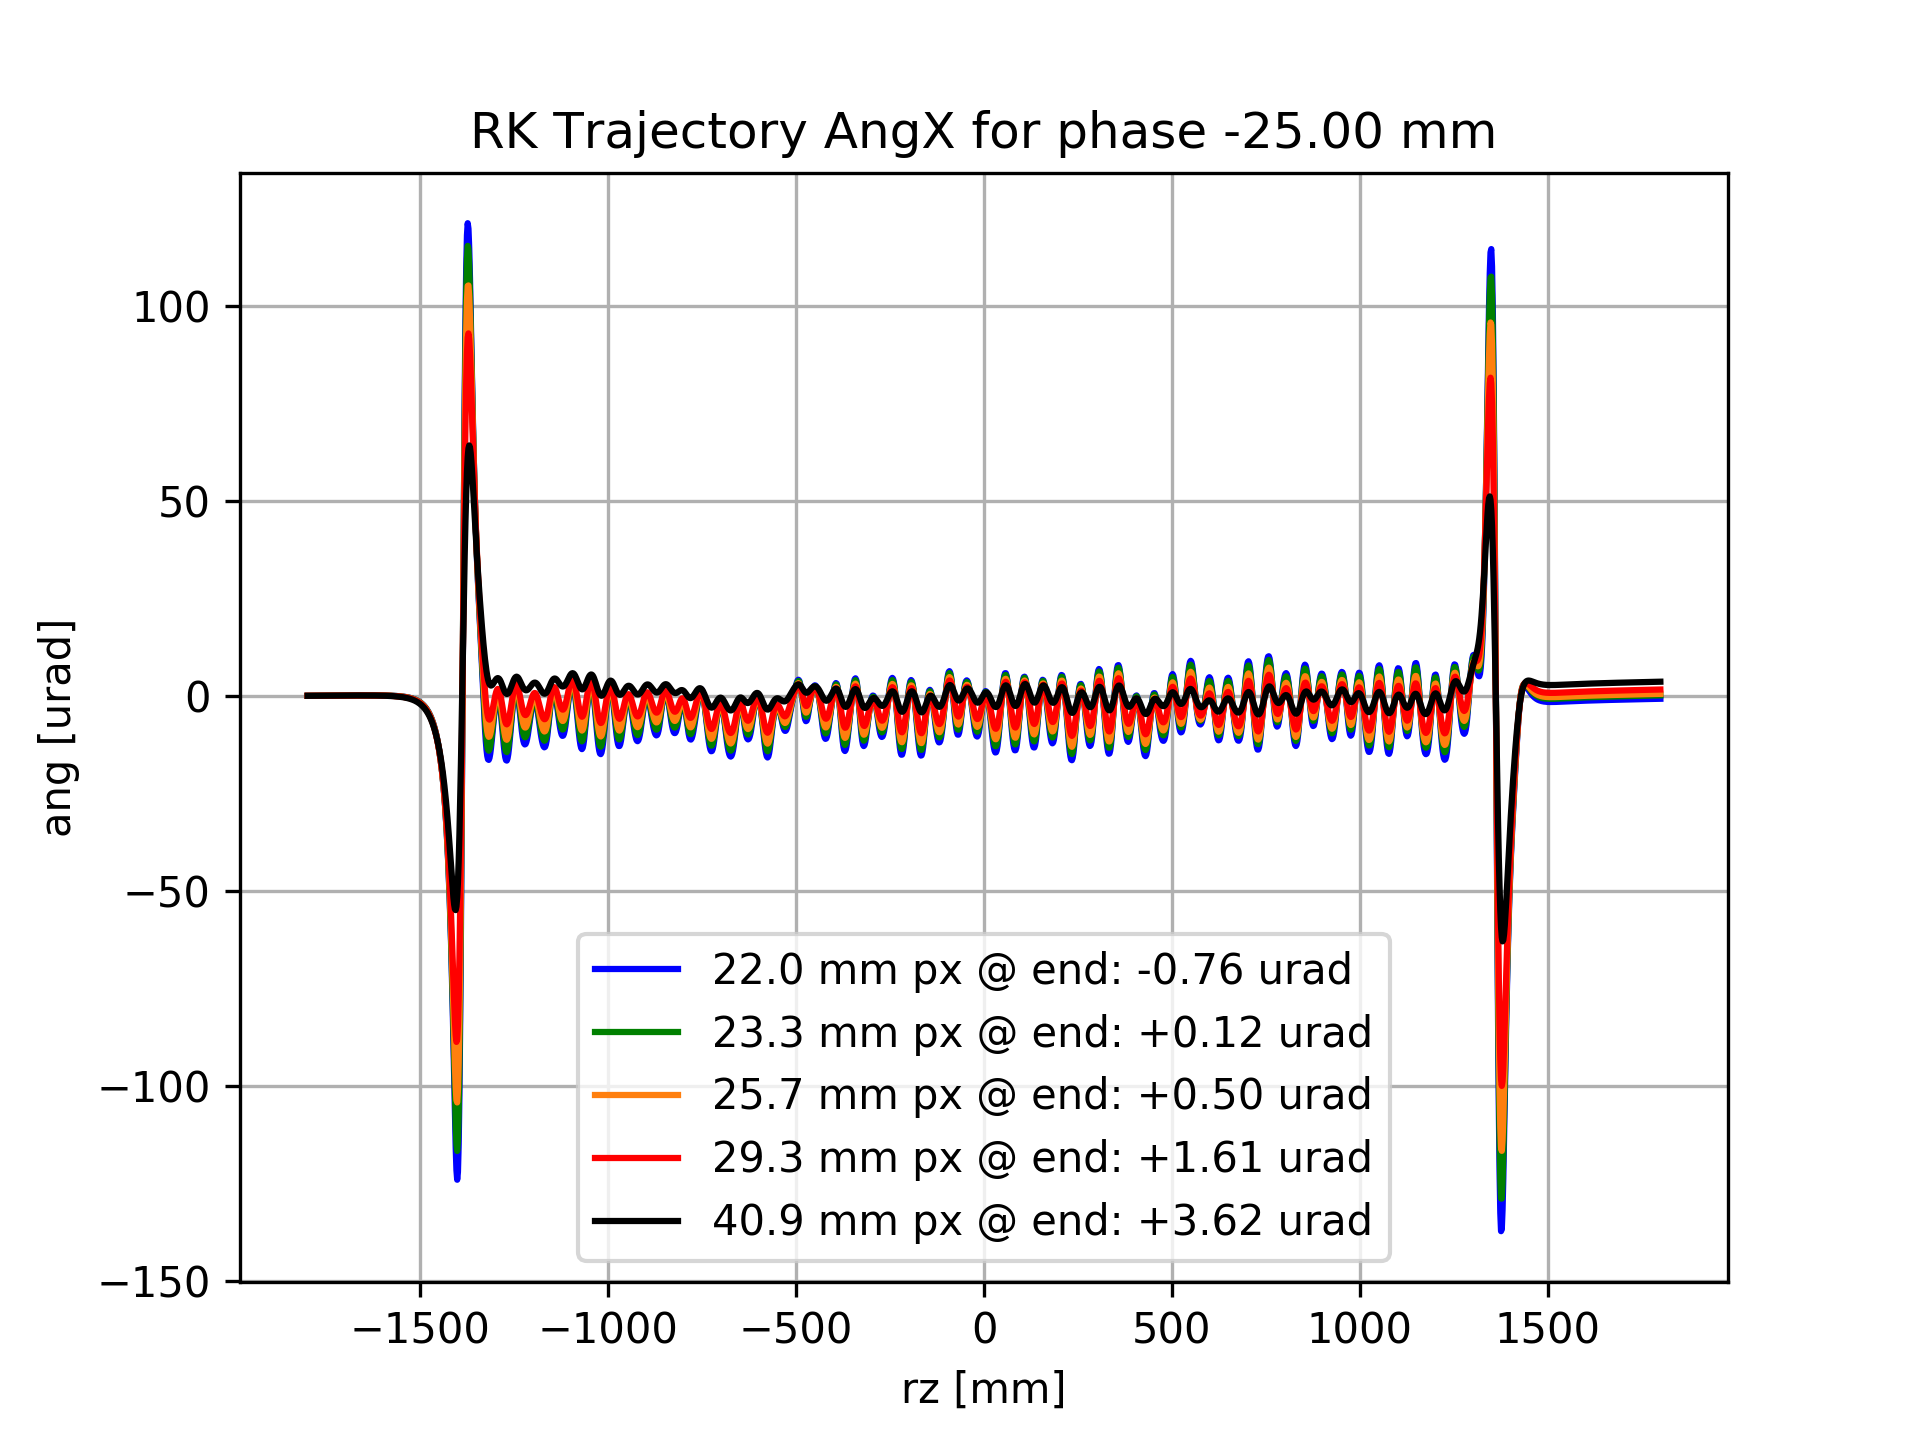 RK Trajectory AngX for phase -25.00 mm
100
50
0
−50
−100
−150
ang [urad]
22.0 mm px @ end: -0.76 urad
23.3 mm px @ end: +0.12 urad
25.7 mm px @ end: +0.50 urad
29.3 mm px @ end: +1.61 urad
40.9 mm px @ end: +3.62 urad
−1500 −1000 −500 0 500 1000 1500
rz [mm]